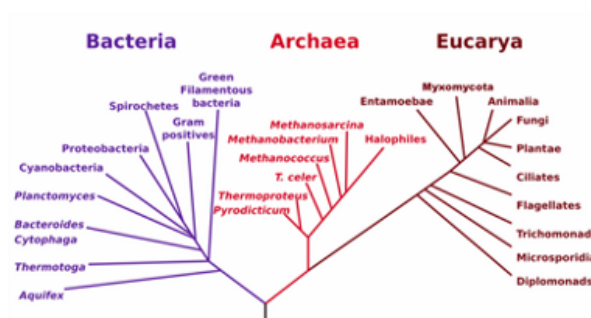 Bacteria
Archaea
Eucarya
Green
Filamentous
bacteria
Spirochetes
Gram
positives
Proteobacteria
Cyanobacteria
Planctomyces
Bacteroides
Cytophaga
Thermotoga
Aquifex
Methanosarcina
Methanobacterium
Halophiles
Methanococcus
T. celer
Thermoproteus
Pyrodicticum
Myxomycota
Entamoebae
Animalia
Fungi
Plantae
Ciliates
Flagellates
Trichomonad
Microsporidia
Diplomonads